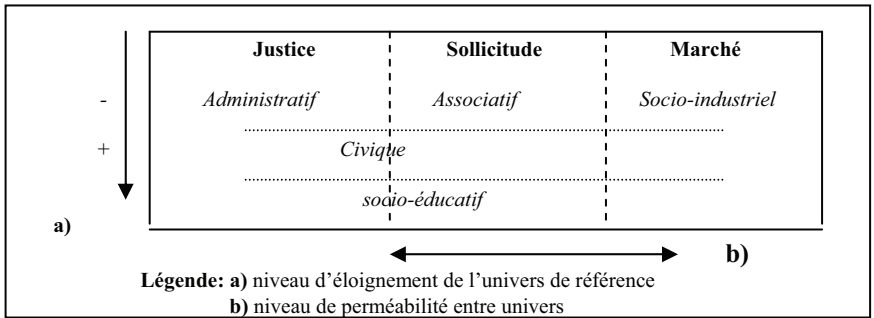 Justice Sollicitude Marché
- Administratif Associatif Socio-industriel
+ Civique
socio-éducatif
a)
b)
Légende: a) niveau d’éloignement de l’univers de référence
b) niveau de perméabilité entre univers